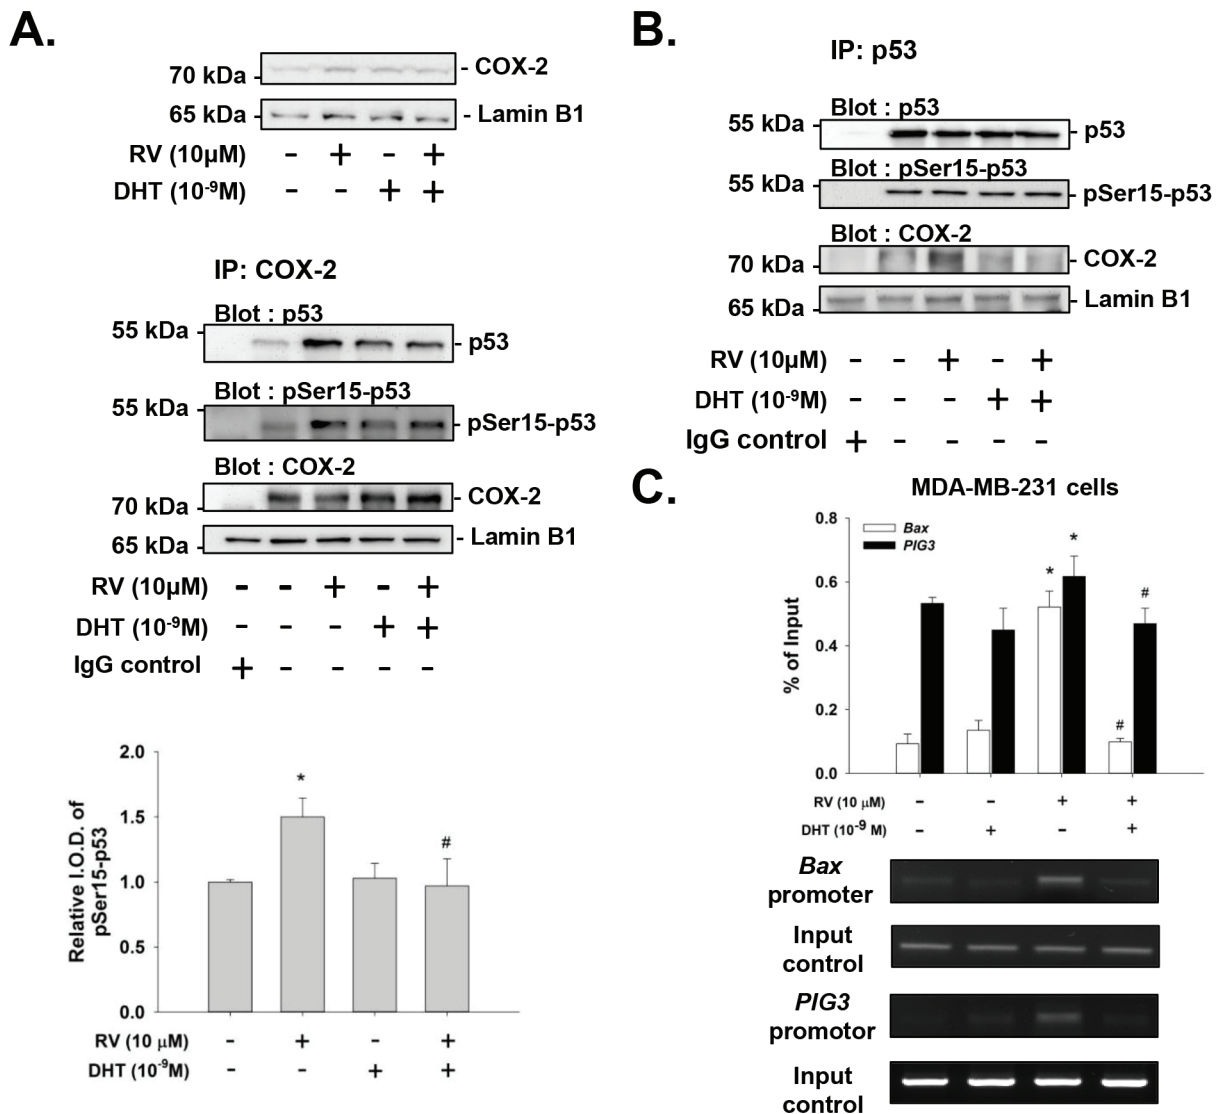 A.
70 kDa - COX-2
65 kDa - Lamin B1
RV (10µM) - + - +
DHT (10-9M) - - + +
IP: COX-2
Blot : p53
55 kDa - p53
Blot : pSer15-p53
55 kDa - pSer15-p53
Blot : COX-2
70 kDa - COX-2
65 kDa - Lamin B1
RV (10µM) - - + - +
DHT (10-9M) - - - + +
IgG control + - - - -
Relative I.O.D. of
pSer15-p53
2.0
*
1.5
#
1.0
0.5
0.0
RV (10 µM) - + - +
DHT (10-9M) - - + +
B.
IP: p53
Blot : p53
55 kDa - p53
Blot : pSer15-p53
55 kDa - pSer15-p53
Blot : COX-2
70 kDa - COX-2
65 kDa - Lamin B1
RV (10µM) - - + - +
DHT (10-9M) - - - + +
IgG control + - - - -
C.
MDA-MB-231 cells
% of Input
0.8
Bax
PIG3
* *
0.6
#
0.4
0.2
#
0.0
RV (10 µM) - - + +
DHT (10-9 M) - + - +
Bax
promoter
Input
control
PIG3
promotor
Input
control